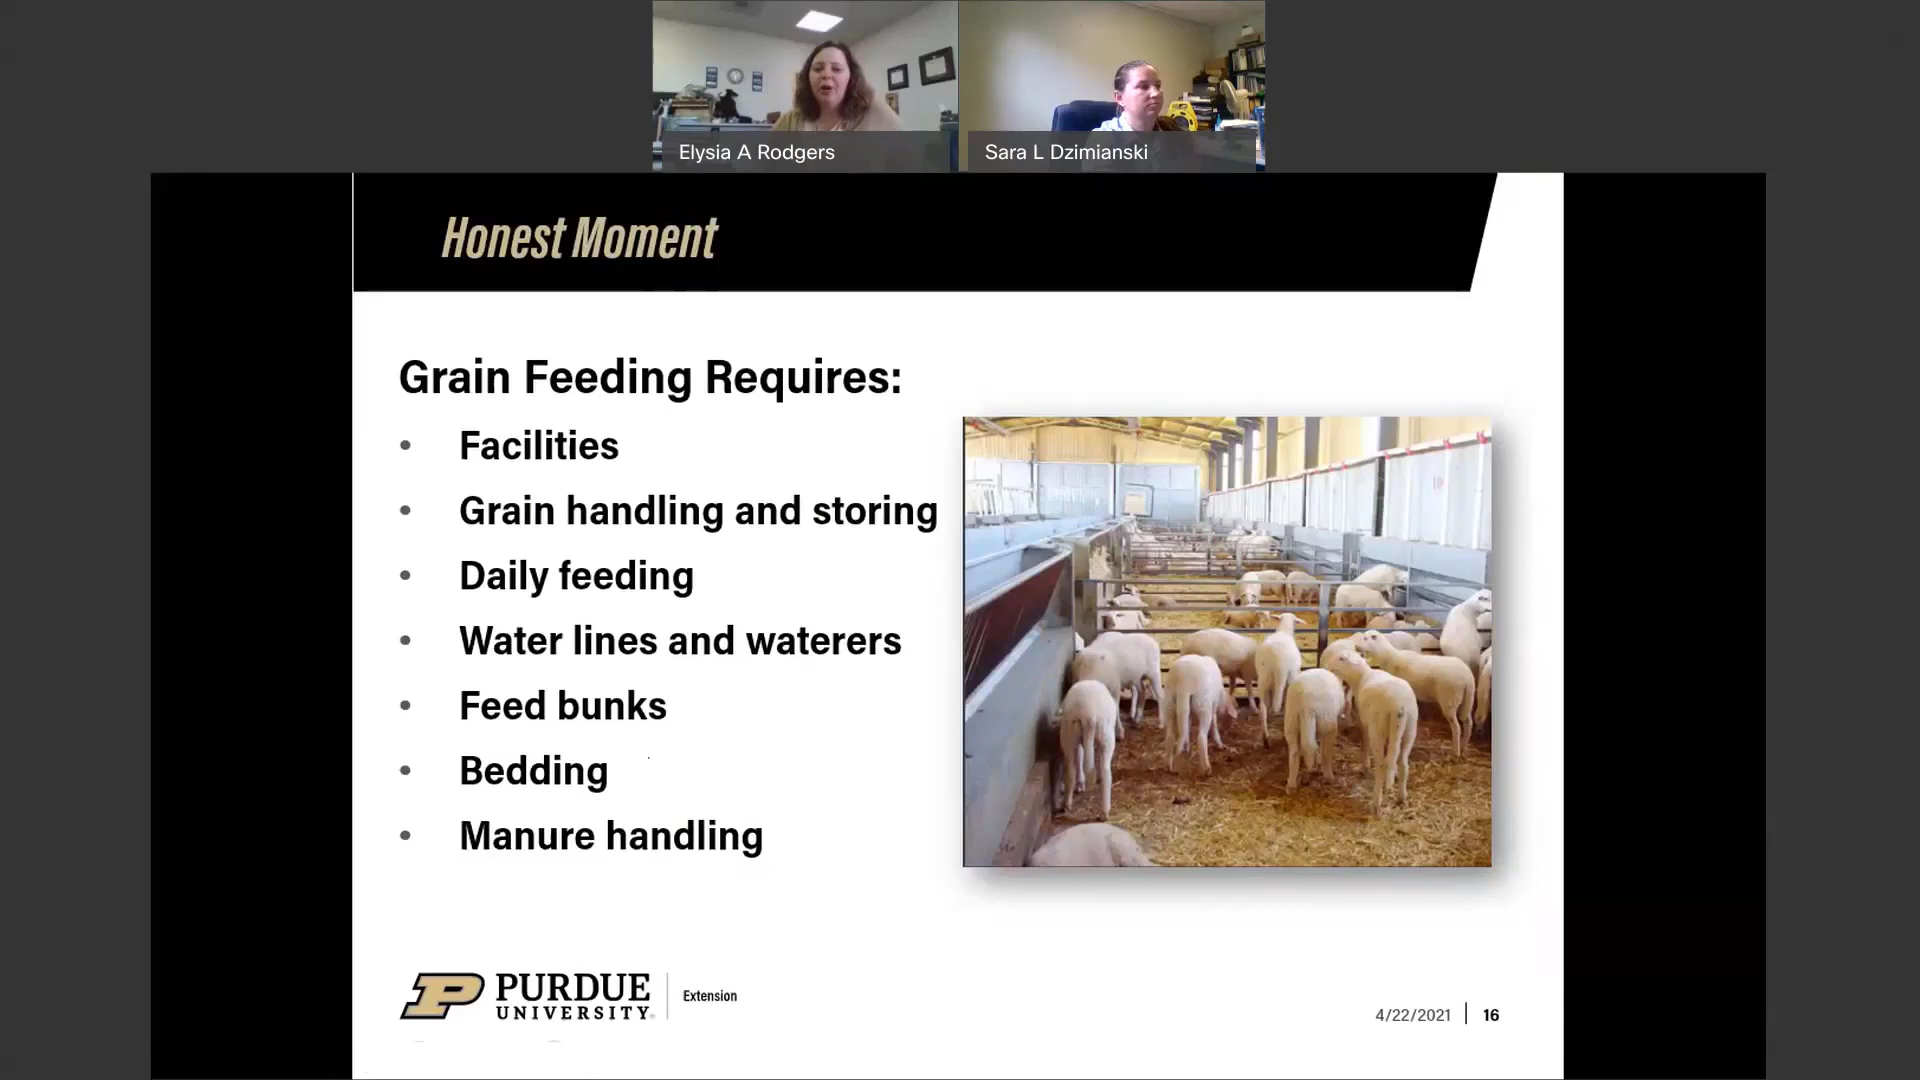 Elysia A Rodgers
Sara L Dzimianski
Honest Moment
Grain Feeding Requires:
• Facilities
• Grain handling and storing
• Daily feeding
• Water lines and waterers
• Feed bunks
• Bedding
• Manure handling
PURDUE
UNIVERSITY
Extension
4/22/2021
16